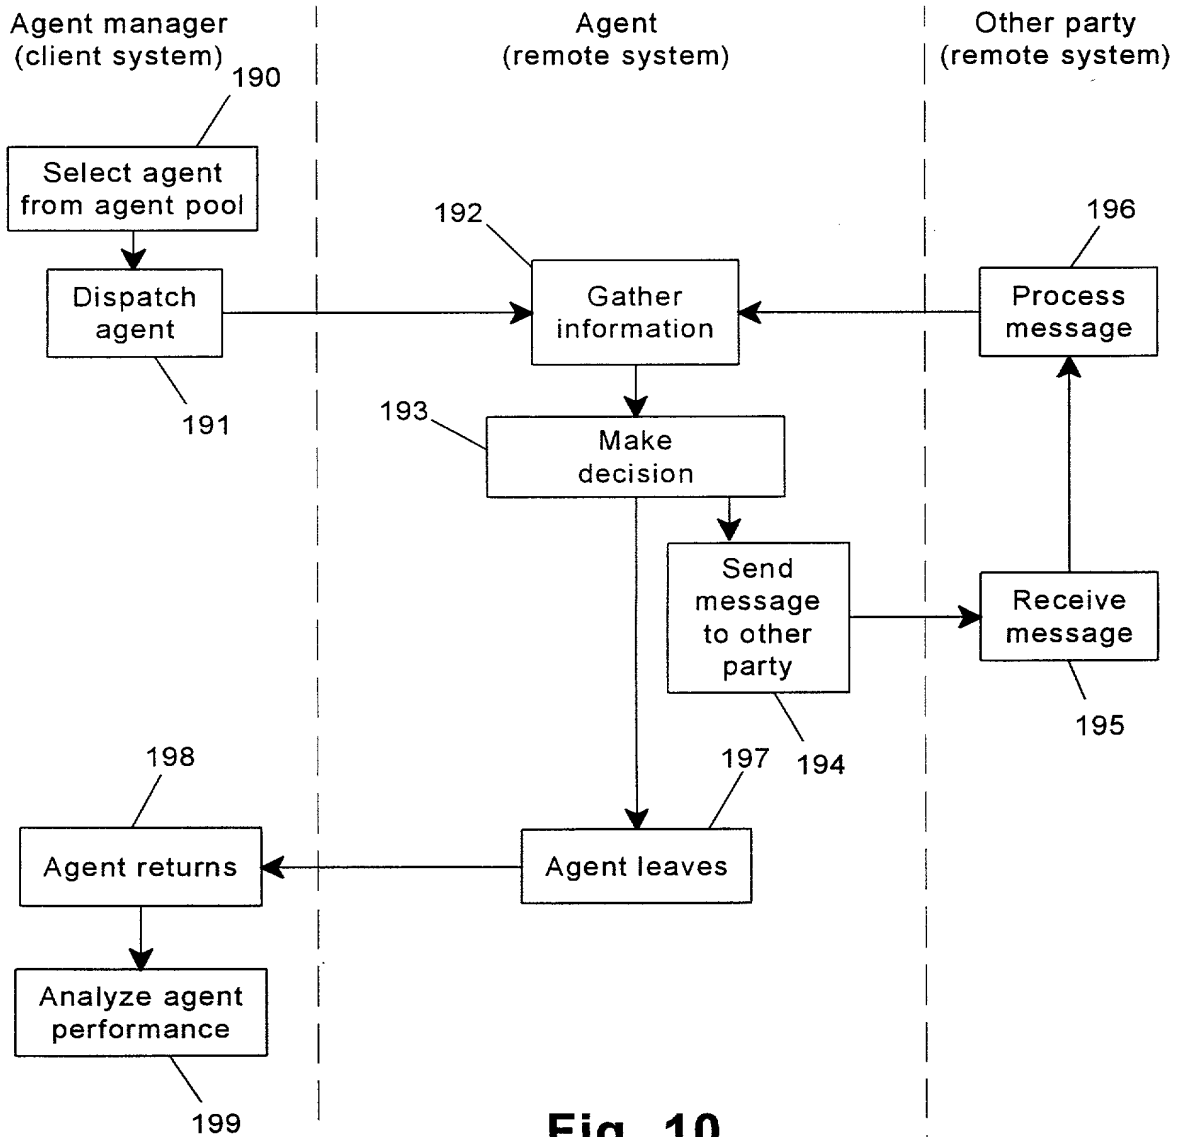 Agent manager
(client system)
Agent
(remote system)
Other party
(remote system)
190
Select agent
from agent pool
192
196
Dispatch
agent
Gather
information
Process
message
191
193
Make
decision
Send
message
to other
party
Receive
message
195
198
197
194
Agent returns
Agent leaves
Analyze agent
performance
199
Fig. 10